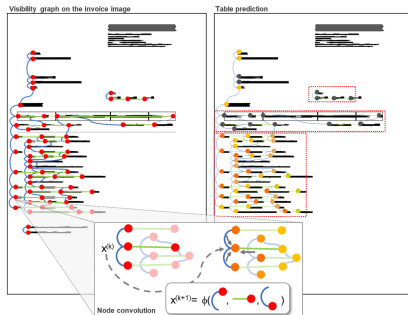 Visibility graph on the invoice image
Table prediction
X(k)
Node convolution
X(k+1)= ϕ( , , )